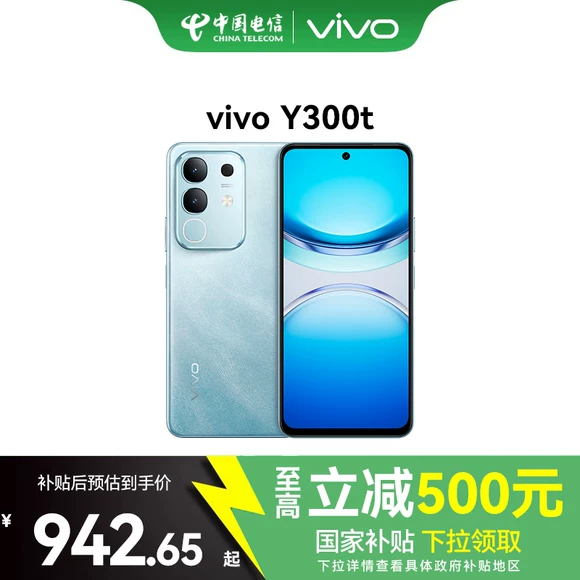 中国电信
CHINA TELECOM
vivo
vivo Y300t
vivo
补贴后预估到手价
¥942.65起
至高立减500元
国家补贴 下拉领取
下拉详情查看具体政府补贴地区